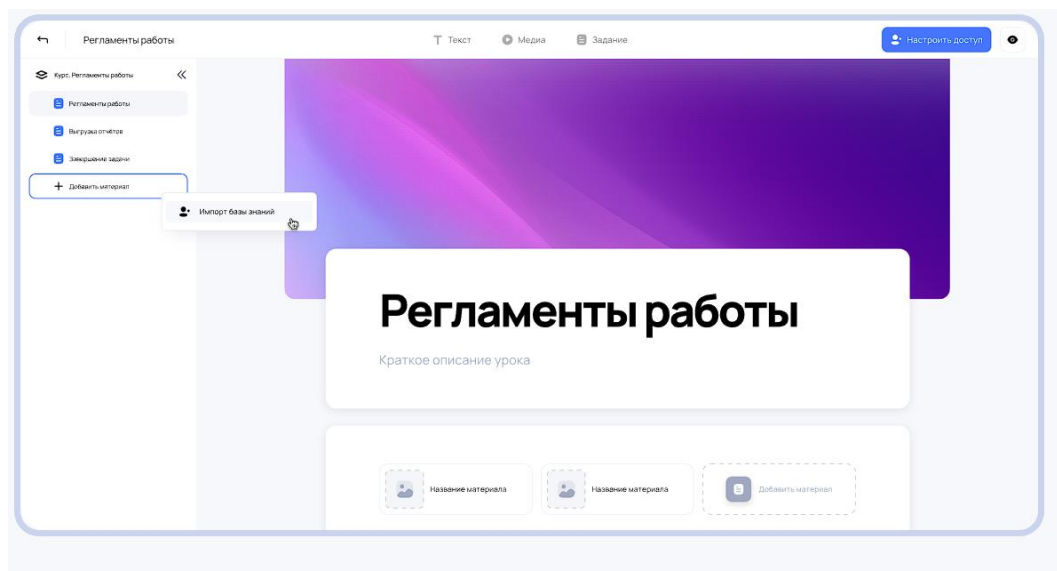 Регламенты работы
Текст
Медиа
Задание
Настроить доступ
Курс. Регламенты работы
Регламенты работы
Выгрузка отчётов
Завершение задачи
Добавить материал
Импорт базы знаний
Регламенты работы
Краткое описание урока
Название материала
Название материала
Добавить материал